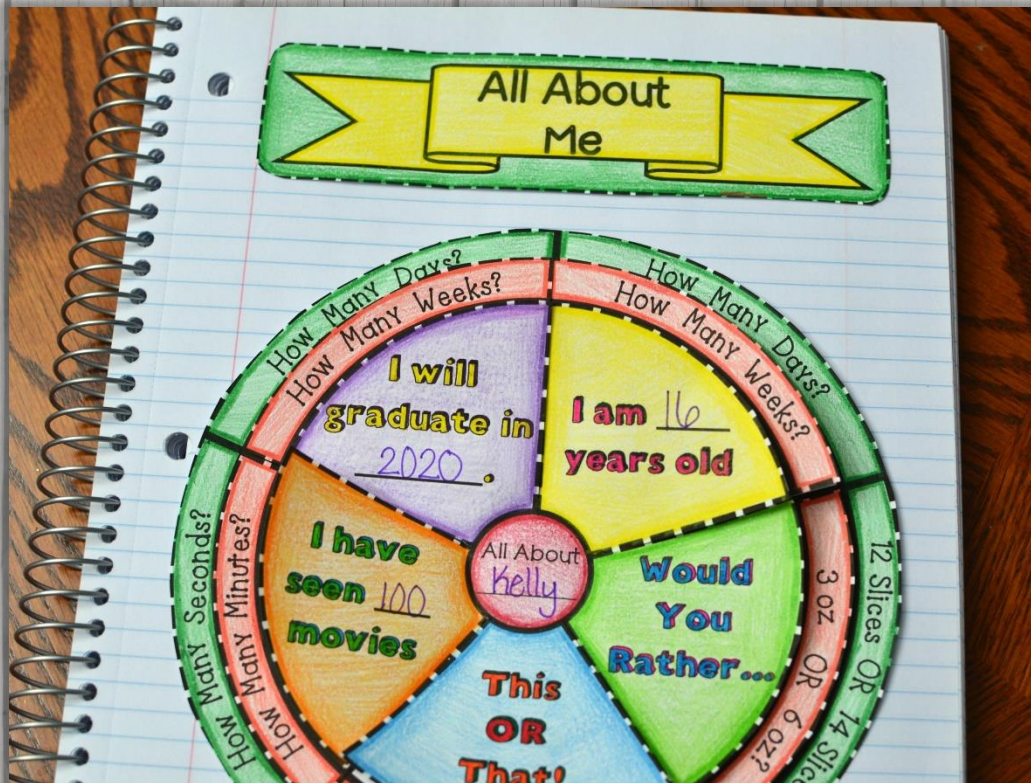 All About
Me
How Many Days?
How Many Weeks?
I will
graduate in
2020.
How Many Days?
How Many Weeks?
I am 16
years old
12 Slices OR 14
3 oz OR 6 oz?
Would
You
Rather...
This
OR
That!
How Many Seconds?
How Many Minutes?
I have
seen 100
movies
All About
Kelly